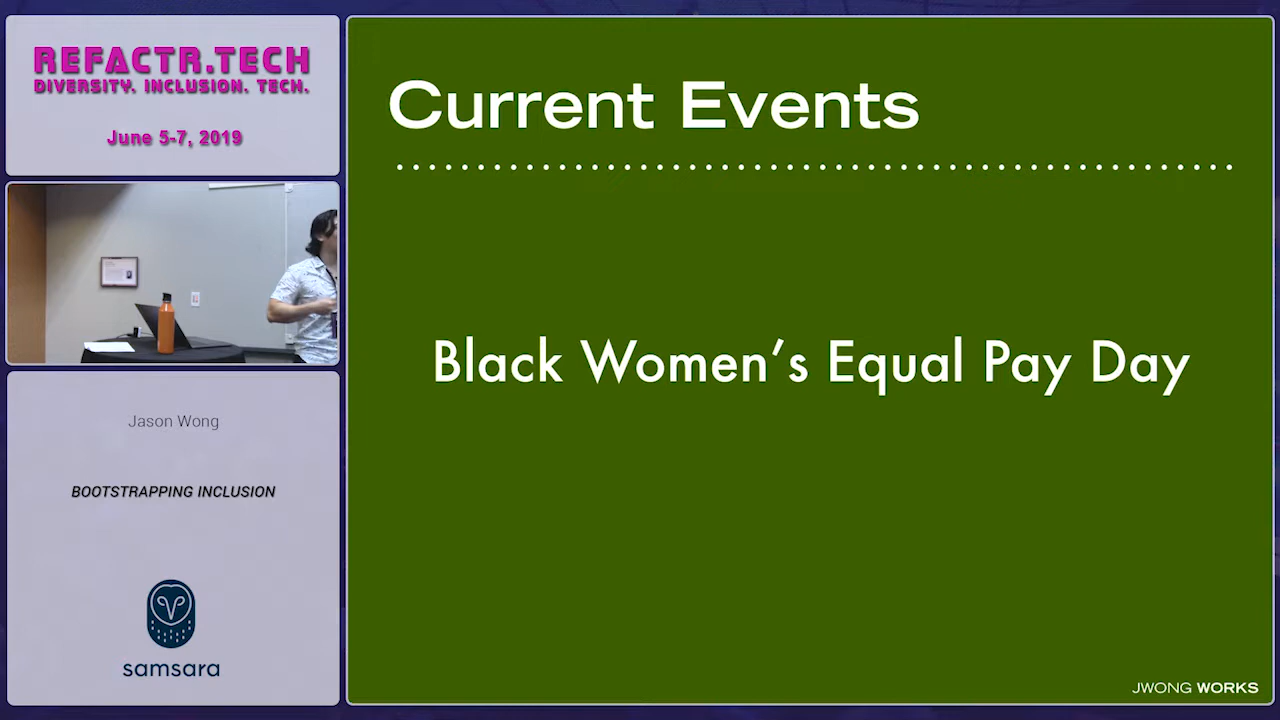 REFACTR.TECH
DIVERSITY. INCLUSION. TECH.
June 5-7, 2019
Jason Wong
BOOTSTRAPPING INCLUSION
samsara
Current Events
Black Women’s Equal Pay Day
JWONG WORKS